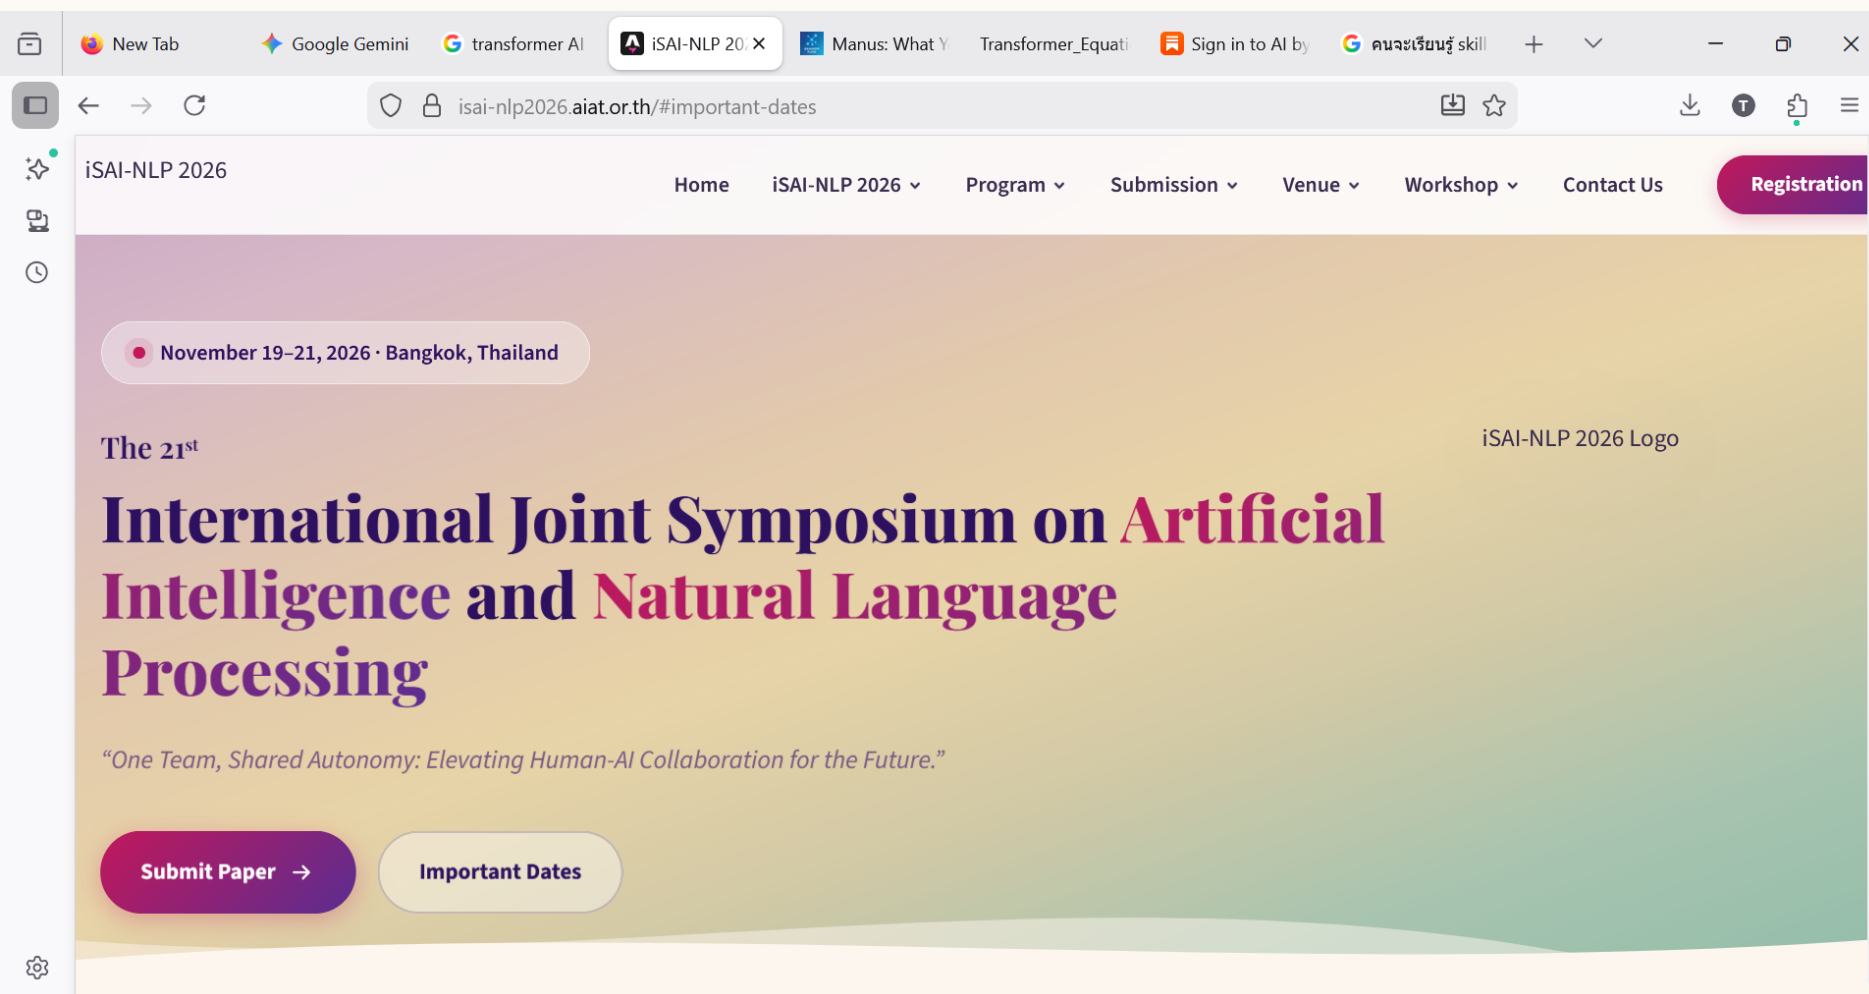 New Tab
Google Gemini
transformer AI
iSAI-NLP 20
Manus: What Y
Transformer_Equati
Sign in to AI by
คนจะเรียนรู้ skill
isai-nlp2026.aiat.or.th/#important-dates
T
iSAI-NLP 2026
Home
iSAI-NLP 2026
Program
Submission
Venue
Workshop
Contact Us
Registration
November 19–21, 2026 · Bangkok, Thailand
The 21st
iSAI-NLP 2026 Logo
International Joint Symposium on Artificial
Intelligence and Natural Language
Processing
“One Team, Shared Autonomy: Elevating Human-AI Collaboration for the Future.”
Submit Paper →
Important Dates